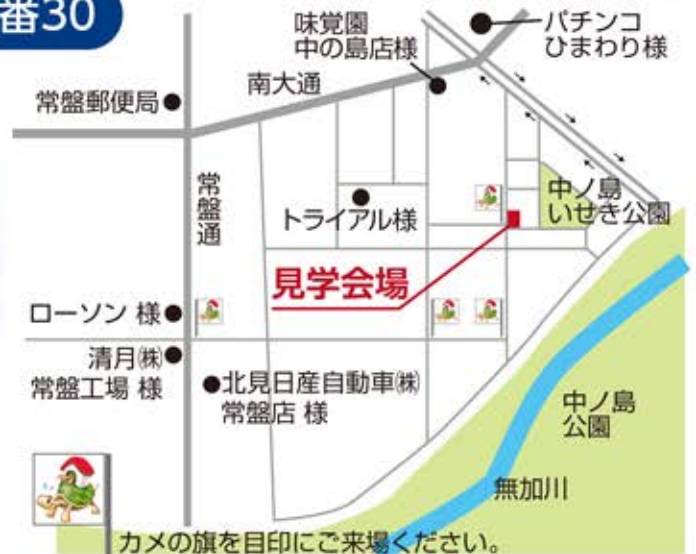 番30
味覚園
中の島店様
パチンコ
ひまわり様
南大通
常盤郵便局
常盤通
中ノ島
いせき公園
トライアル様
見学会場
ローソン 様
清月㈱
常盤工場 様
北見日産自動車㈱
常盤店 様
中ノ島
公園
無加川
カメの旗を目印にご来場ください。